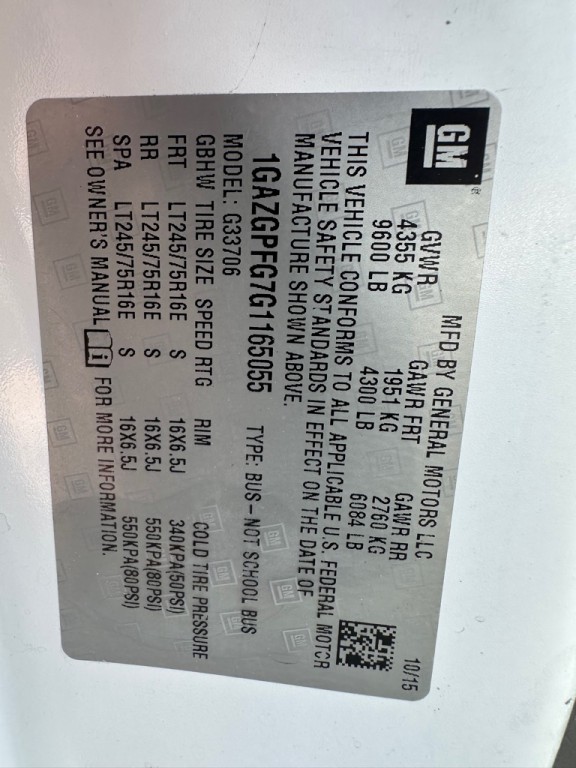 GM
MFD BY GENERAL MOTORS LLC 10/15
GVWR GAWR FRT GAWR RR
4355 KG 1951 KG 2760 KG
9600 LB 4300 LB 6084 LB
THIS VEHICLE CONFORMS TO ALL APPLICABLE U.S. FEDERAL MOTOR
VEHICLE SAFETY STANDARDS IN EFFECT ON THE DATE OF
MANUFACTURE SHOWN ABOVE.
1GAZGPFG7G1165055 TYPE: BUS-NOT SCHOOL BUS
MODEL: G33706
GBHW TIRE SIZE SPEED RTG RIM COLD TIRE PRESSURE
FRT LT245/75R16E S 16X6.5J 340KPA(50PSI)
RR LT245/75R16E S 16X6.5J 550KPA(80PSI)
SPA LT245/75R16E S 16X6.5J 550KPA(80PSI)
SEE OWNER'S MANUAL FOR MORE INFORMATION.